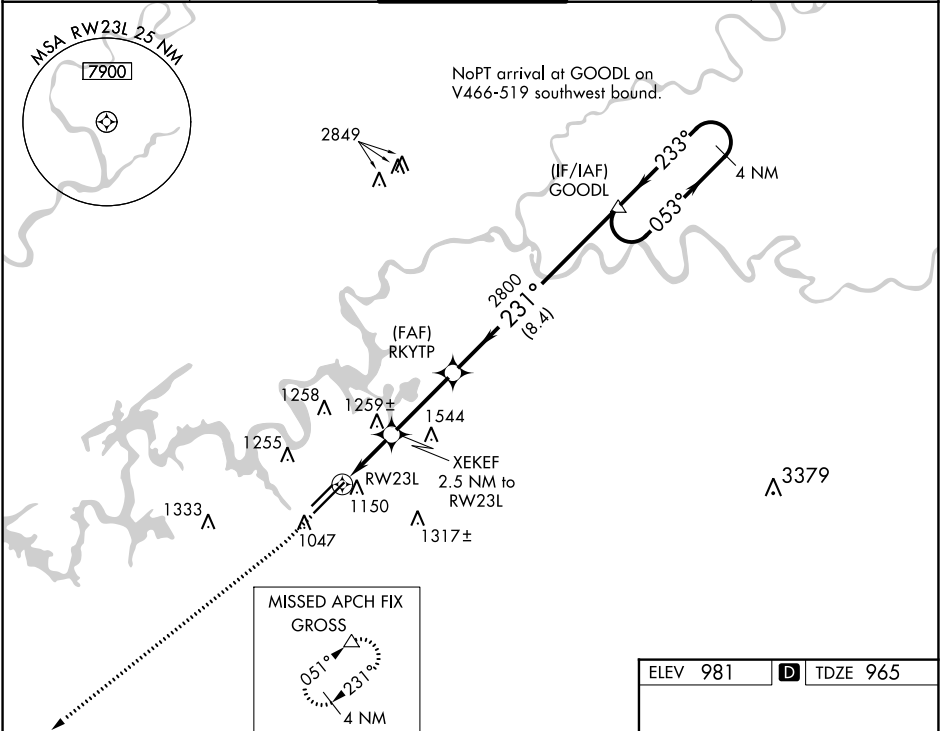 MSA RW23L 25 NM
7900
NoPT arrival at GOODL on
V466-519 southwest bound.
2849
(IF/IAF)
GOODL
233°
4 NM
053°
2800
231°
(8.4)
(FAF)
RKYTP
1258
1259±
1544
1255
XEKEF
2.5 NM to
RW23L
RW23L
1150
3379
1333
1047
1317±
MISSED APCH FIX
GROSS
051°
231°
4 NM
ELEV 981 D TDZE 965